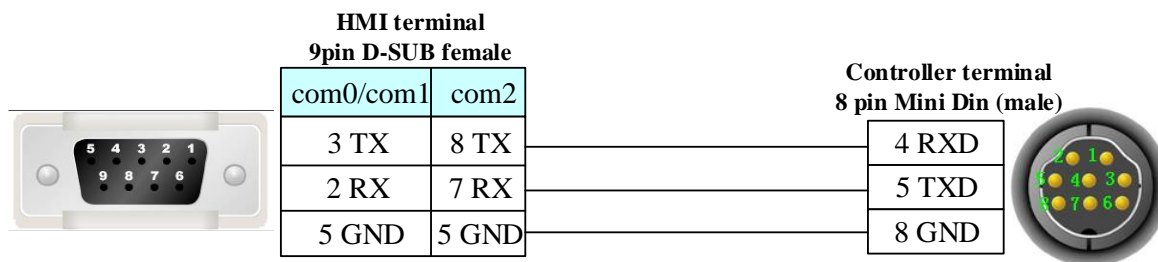 HMI terminal
9pin D-SUB female
com0/com1 com2
3 TX 8 TX
2 RX 7 RX
5 GND 5 GND
Controller terminal
8 pin Mini Din (male)
4 RXD
5 TXD
8 GND
5 4 3 2 1
9 8 7 6
2 1
5 4 3
8 7 6